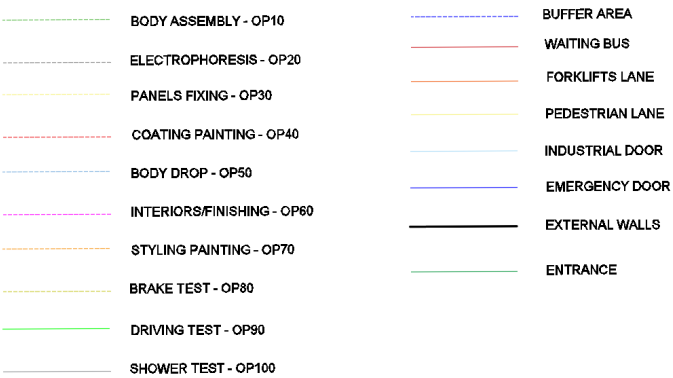 BODY ASSEMBLY - OP10
ELECTROPHORESIS - OP20
PANELS FIXING - OP30
COATING PAINTING - OP40
BODY DROP - OP50
INTERIORS/FINISHING - OP60
STYLING PAINTING - OP70
BRAKE TEST - OP80
DRIVING TEST - OP90
SHOWER TEST - OP100
BUFFER AREA
WAITING BUS
FORKLIFTS LANE
PEDESTRIAN LANE
INDUSTRIAL DOOR
EMERGENCY DOOR
EXTERNAL WALLS
ENTRANCE